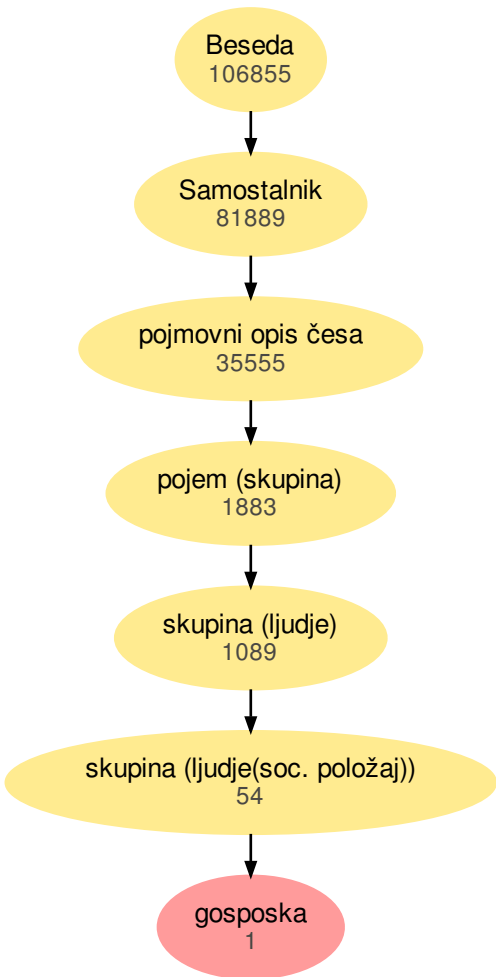 Beseda
106855
Samostalnik
81889
pojmovni opis česa
35555
pojem (skupina)
1883
skupina (ljudje)
1089
skupina (ljudje(soc. položaj))
54
gosposka
1